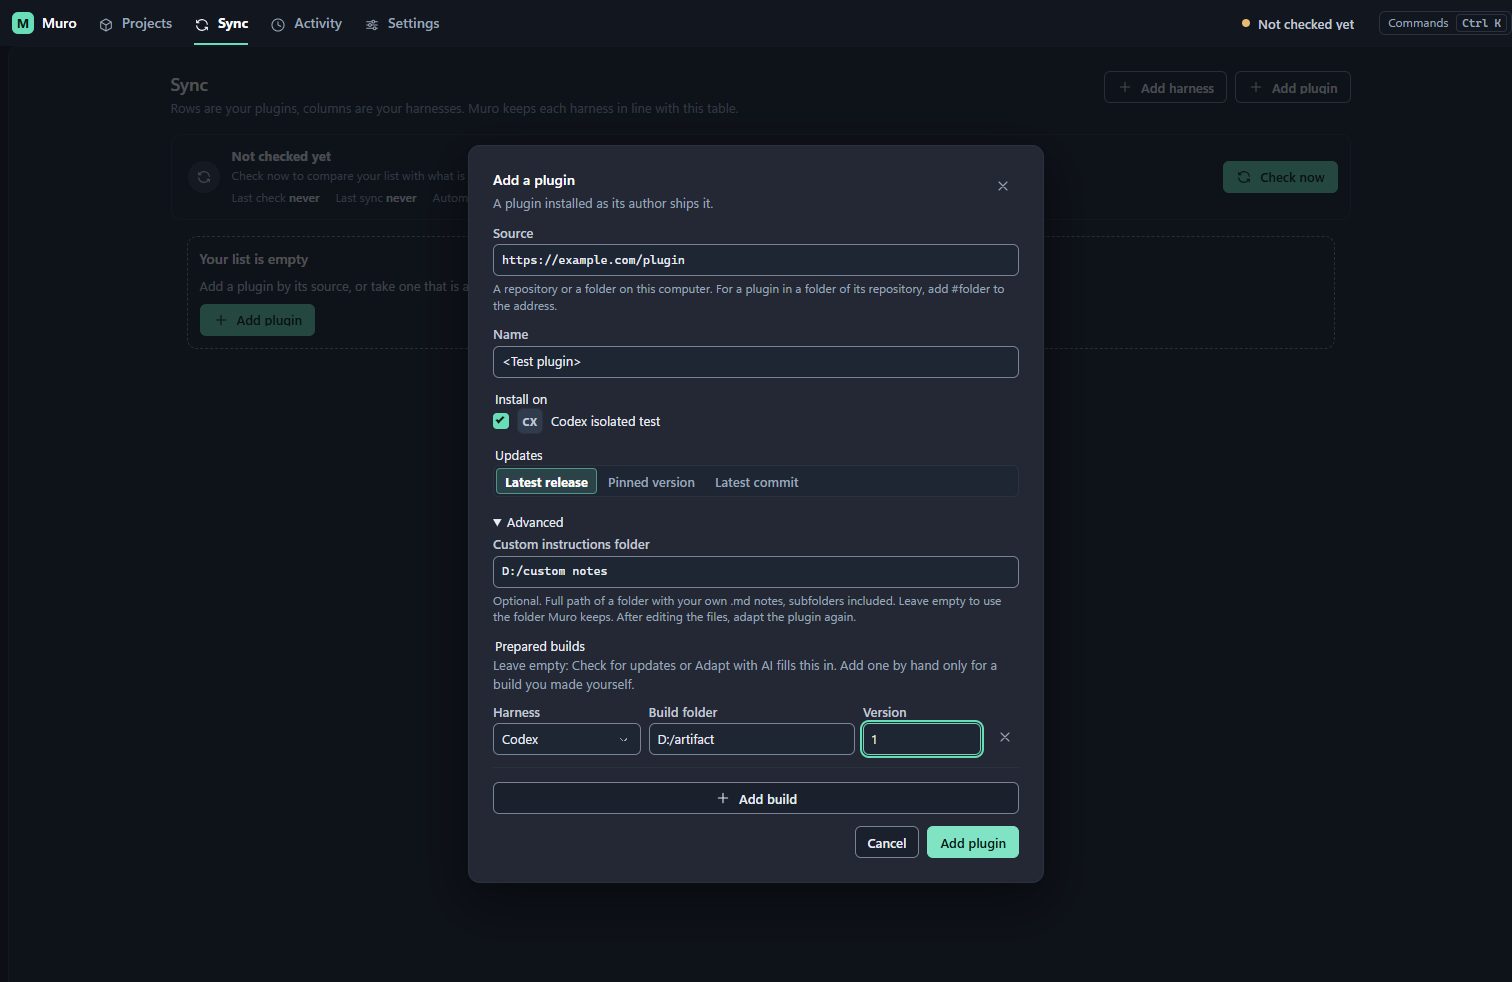 M Muro Projects Sync Activity Settings Not checked yet Commands Ctrl K
Sync
Rows are your plugins, columns are your harnesses. Muro keeps each harness in line with this table.
+ Add harness + Add plugin
Not checked yet
Check now to compare your list with what is
Last check never Last sync never Autom
Check now
Your list is empty
Add a plugin by its source, or take one that is a
+ Add plugin
Add a plugin
A plugin installed as its author ships it.
Source
https://example.com/plugin
A repository or a folder on this computer. For a plugin in a folder of its repository, add #folder to
the address.
Name
<Test plugin>
Install on
CX Codex isolated test
Updates
Latest release Pinned version Latest commit
Advanced
Custom instructions folder
D:/custom notes
Optional. Full path of a folder with your own .md notes, subfolders included. Leave empty to use
the folder Muro keeps. After editing the files, adapt the plugin again.
Prepared builds
Leave empty: Check for updates or Adapt with AI fills this in. Add one by hand only for a
build you made yourself.
Harness Build folder Version
Codex D:/artifact 1
+ Add build
Cancel Add plugin